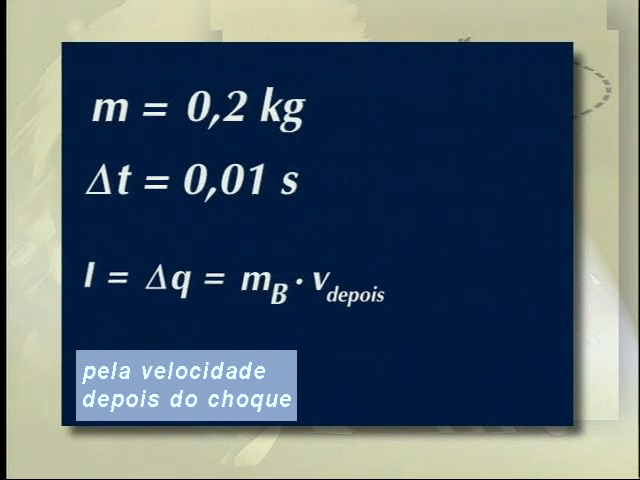 m = 0,2 kg
Δt = 0,01 s
I = Δq = m_B · v_depois
pela velocidade
depois do choque